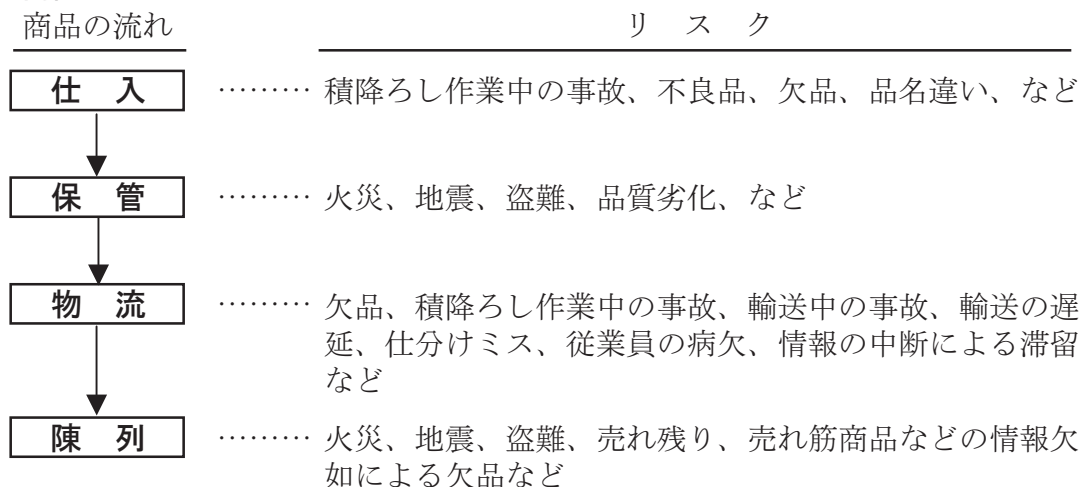 商品の流れ リ ス ク
仕 入 ……… 積降ろし作業中の事故、不良品、欠品、品名違い、など
保 管 ……… 火災、地震、盗難、品質劣化、など
物 流 ……… 欠品、積降ろし作業中の事故、輸送中の事故、輸送の遅
延、仕分けミス、従業員の病欠、情報の中断による滞留
など
陳 列 ……… 火災、地震、盗難、売れ残り、売れ筋商品などの情報欠
如による欠品など